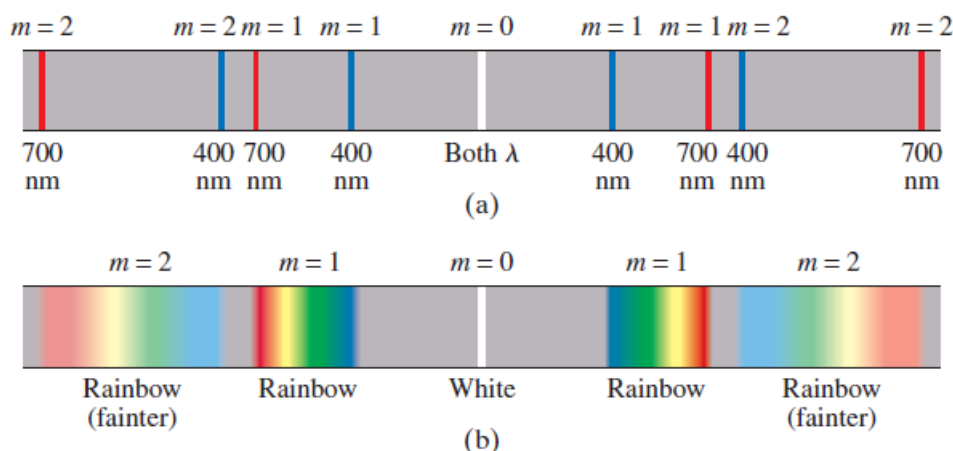 m = 2 m = 2 m = 1 m = 1 m = 0 m = 1 m = 1 m = 2 m = 2
700 400 700 400 Both λ 400 700 400 700
nm nm nm nm nm nm nm nm
(a)
m = 2 m = 1 m = 0 m = 1 m = 2
Rainbow Rainbow White Rainbow Rainbow
(fainter) (fainter)
(b)